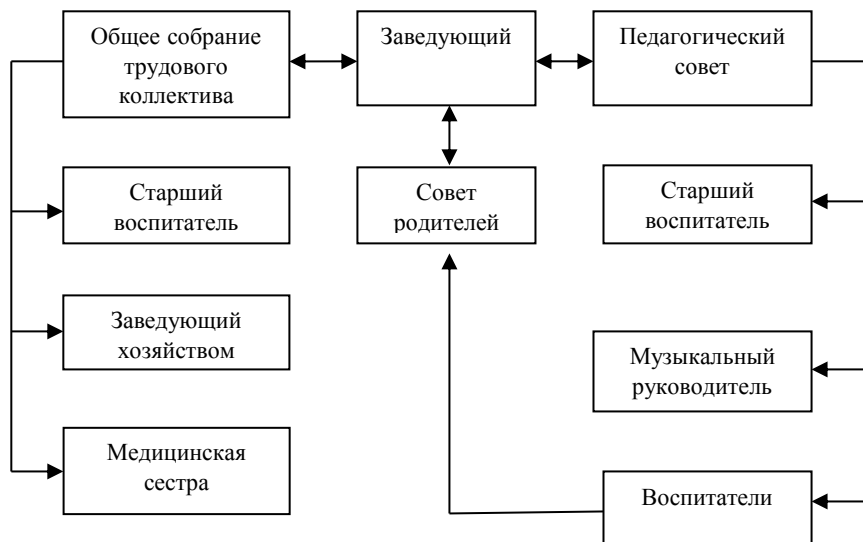 Общее собрание
трудового
коллектива
Заведующий
Педагогический
совет
Старший
воспитатель
Совет
родителей
Старший
воспитатель
Заведующий
хозяйством
Музыкальный
руководитель
Медицинская
сестра
Воспитатели